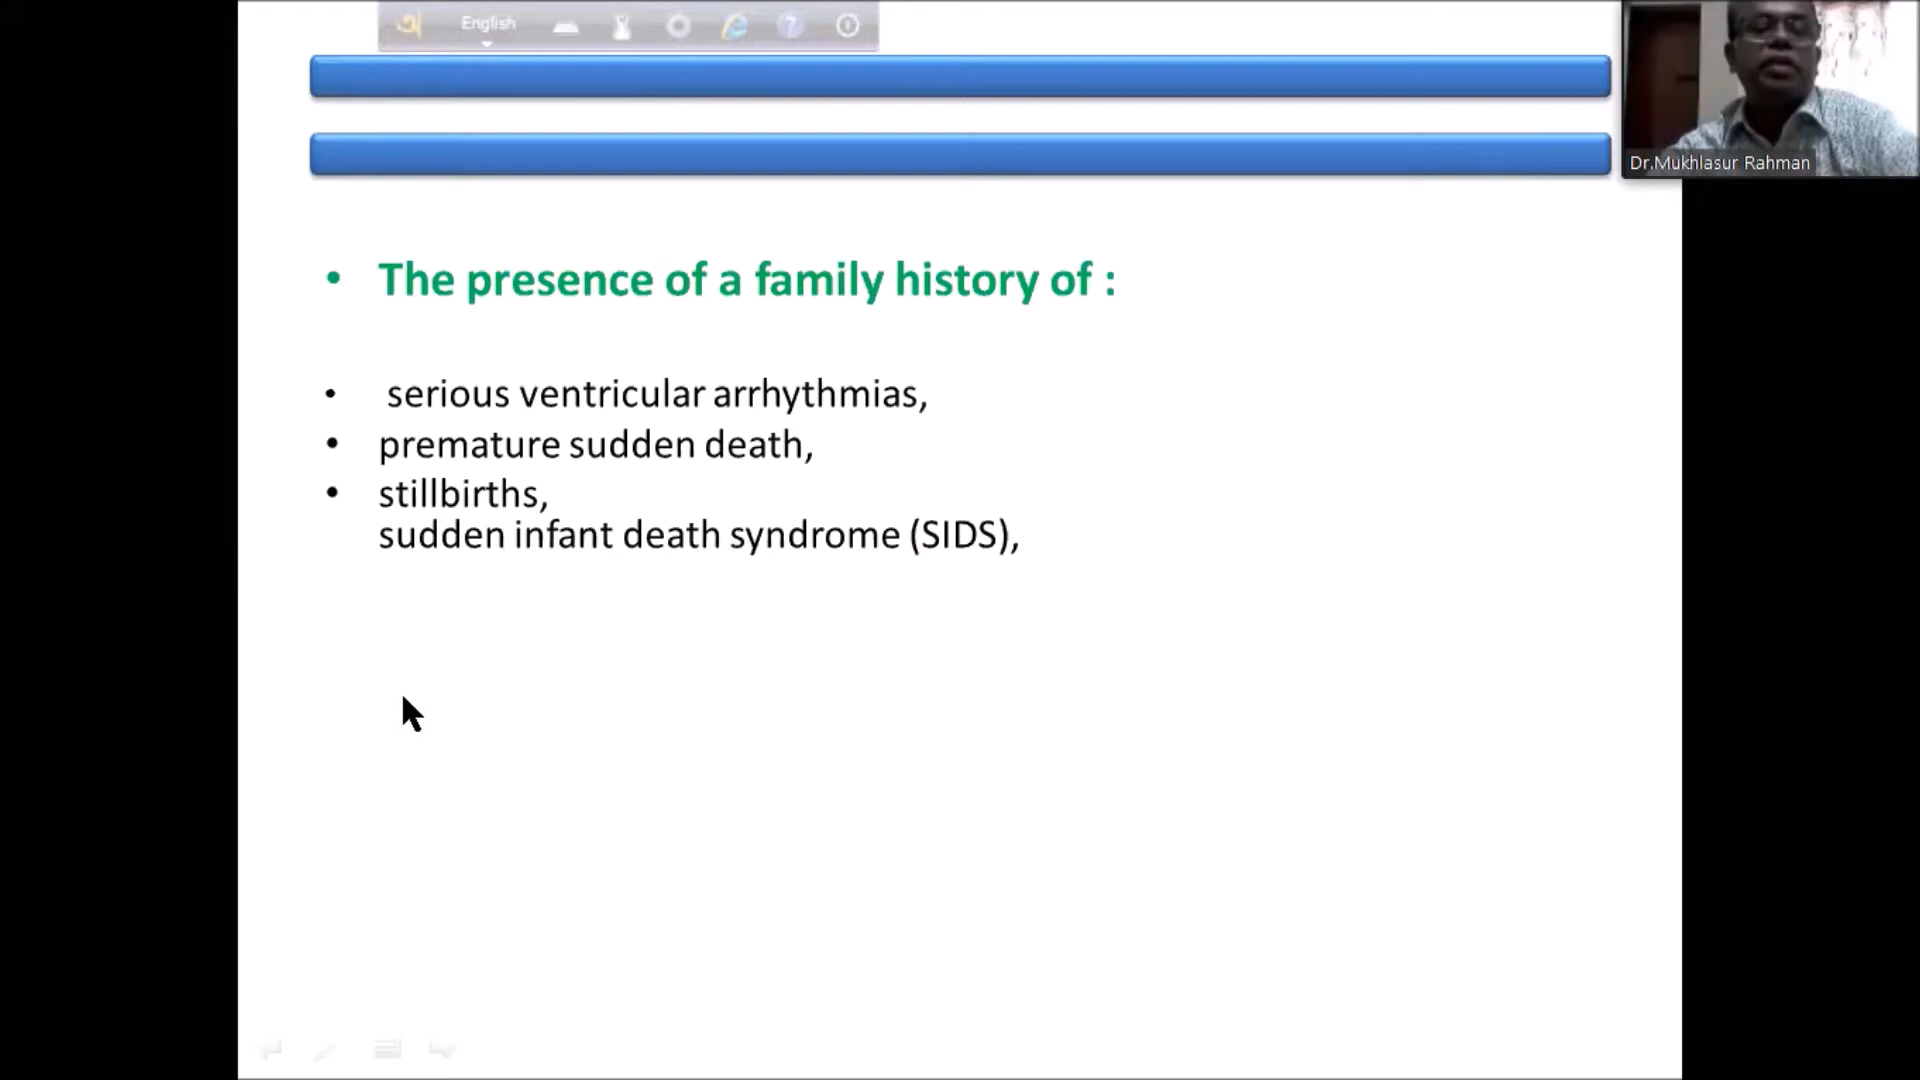 অ English
Dr.Mukhlasur Rahman
• The presence of a family history of :
• serious ventricular arrhythmias,
• premature sudden death,
• stillbirths,
sudden infant death syndrome (SIDS),